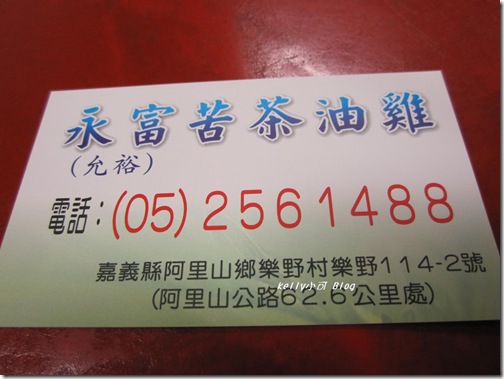 永富苦茶油雞
(允裕)
電話：(05)2561488
嘉義縣阿里山鄉樂野村樂野114-2號
(阿里山公路62.6公里處)
kelly小可 Blog